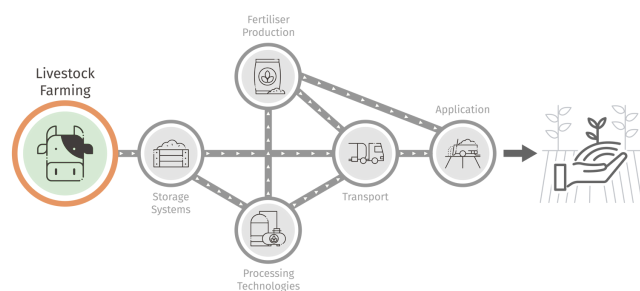 Fertiliser
Production
Livestock
Farming
Application
Storage
Systems
Transport
Processing
Technologies